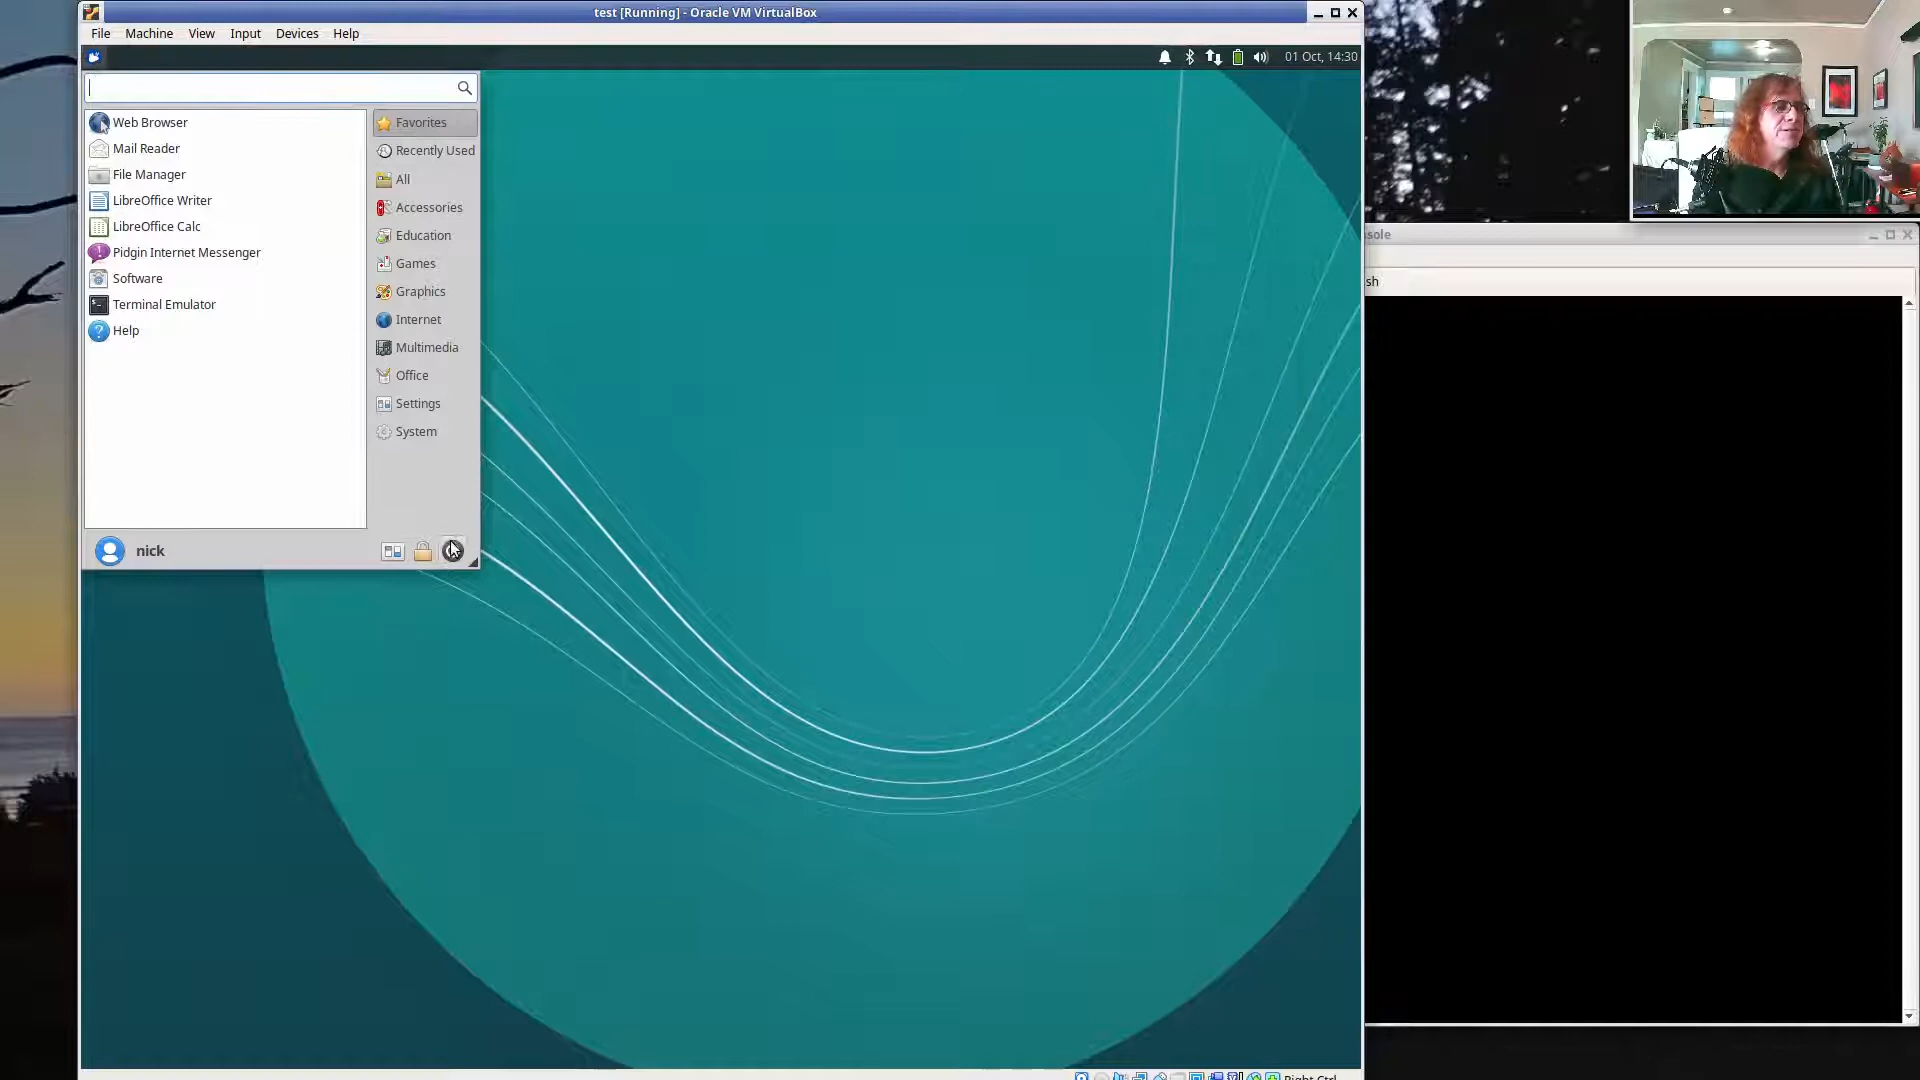 test [Running] - Oracle VM VirtualBox
File Machine View Input Devices Help
01 Oct, 14:30
Web Browser
Mail Reader
File Manager
LibreOffice Writer
LibreOffice Calc
Pidgin Internet Messenger
Software
Terminal Emulator
Help
Favorites
Recently Used
All
Accessories
Education
Games
Graphics
Internet
Multimedia
Office
Settings
System
nick
sole
sh
Right Ctrl